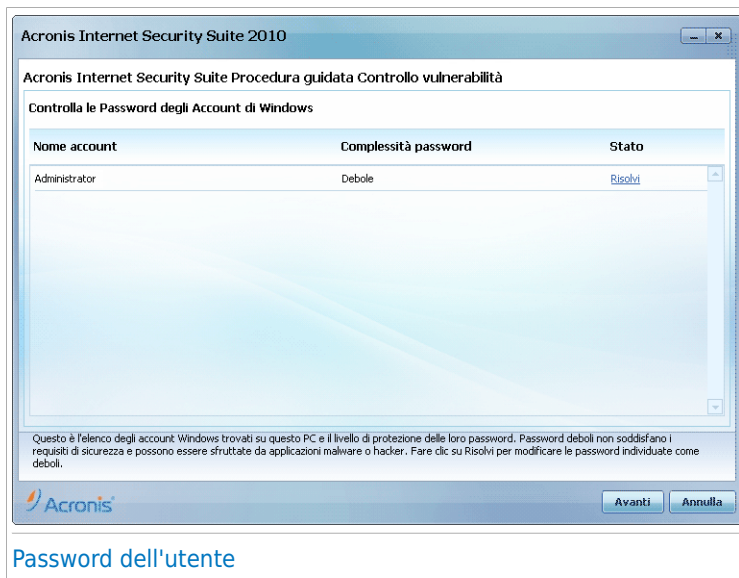 Acronis Internet Security Suite 2010
Acronis Internet Security Suite Procedura guidata Controllo vulnerabilità
Controlla le Password degli Account di Windows
Nome account Complessità password Stato
Administrator Debole Risolvi
Questo è l'elenco degli account Windows trovati su questo PC e il livello di protezione delle loro password. Password deboli non soddisfano i
requisiti di sicurezza e possono essere sfruttate da applicazioni malware o hacker. Fare clic su Risolvi per modificare le password individuate come
deboli.
Acronis Avanti Annulla
Password dell'utente